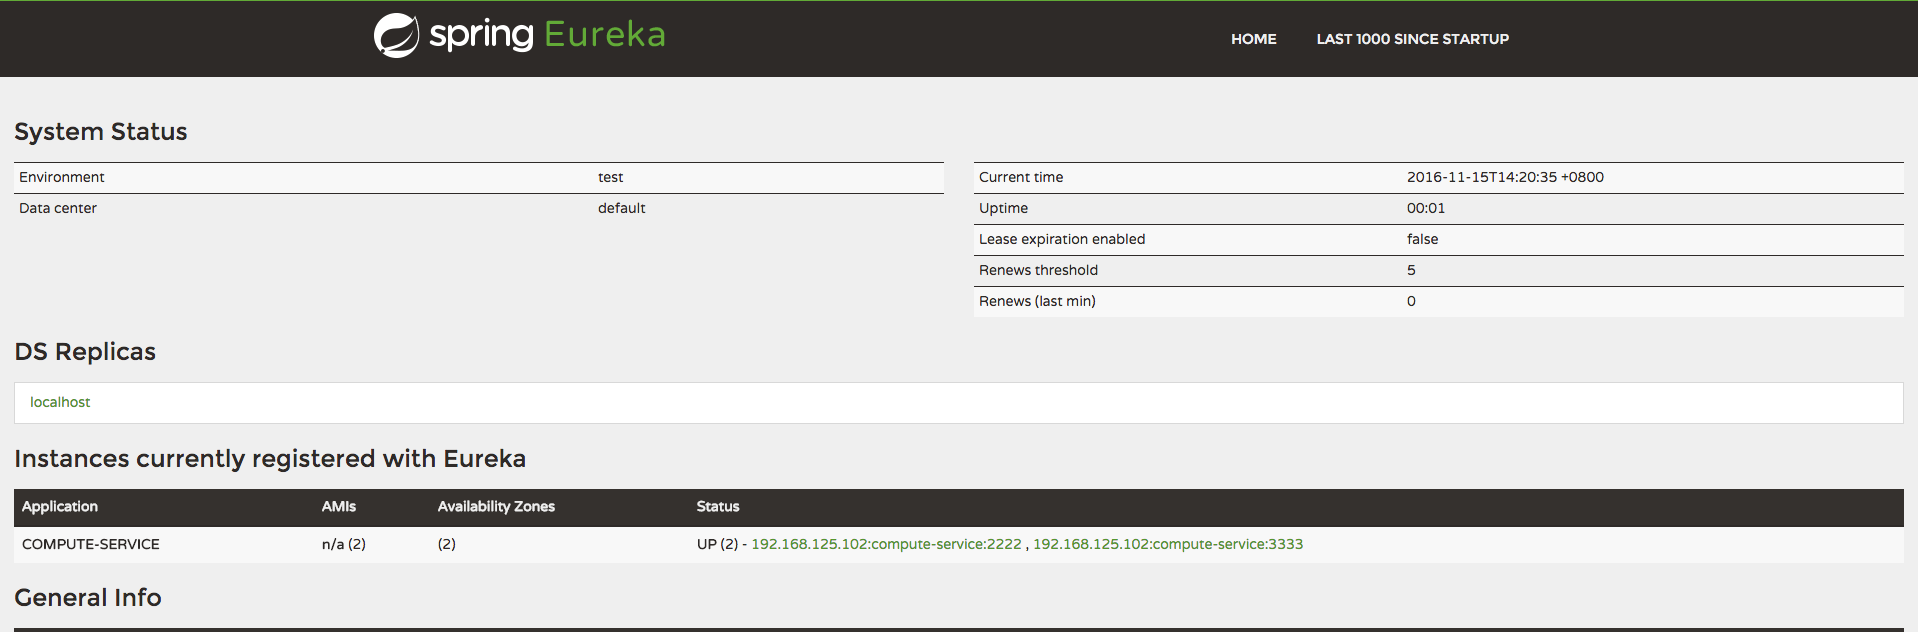 spring Eureka
HOME LAST 1000 SINCE STARTUP
System Status
Environment test
Data center default
Current time 2016-11-15T14:20:35 +0800
Uptime 00:01
Lease expiration enabled false
Renews threshold 5
Renews (last min) 0
DS Replicas
localhost
Instances currently registered with Eureka
Application AMIs Availability Zones Status
COMPUTE-SERVICE n/a (2) (2) UP (2) - 192.168.125.102:compute-service:2222 , 192.168.125.102:compute-service:3333
General Info